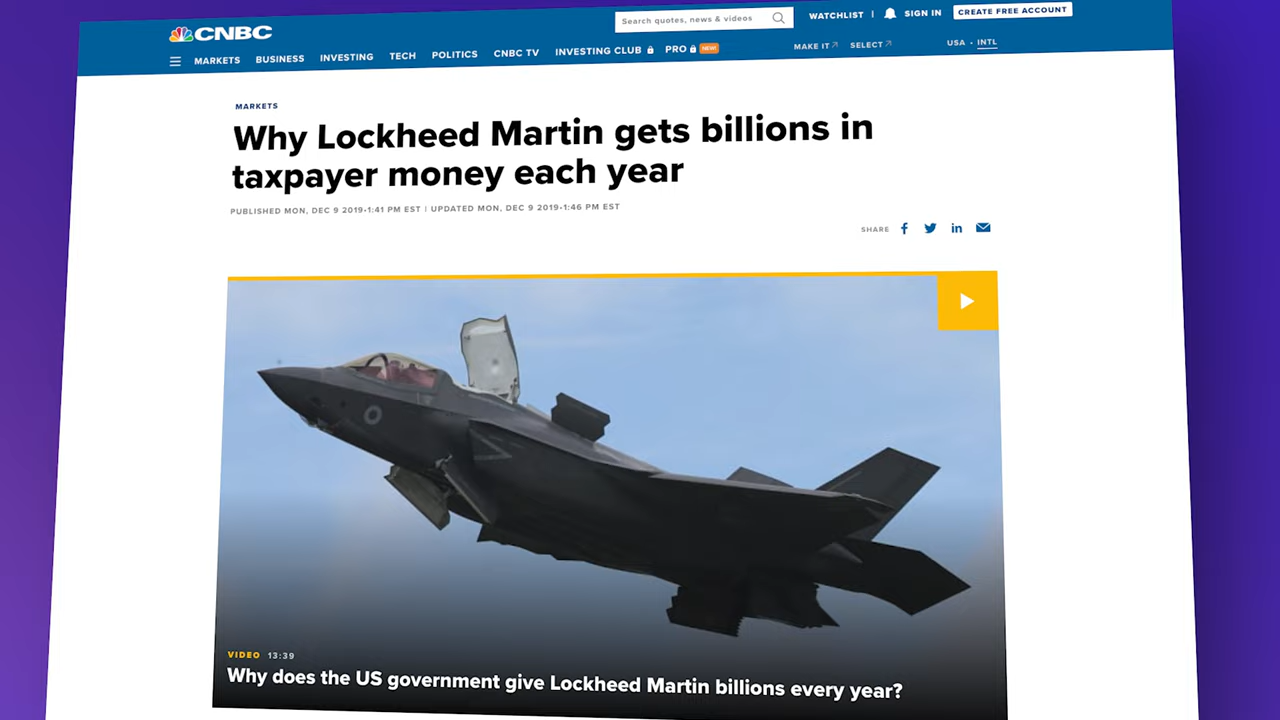 CNBC
Search quotes, news & videos
WATCHLIST
SIGN IN
CREATE FREE ACCOUNT
MARKETS BUSINESS INVESTING TECH POLITICS CNBC TV INVESTING CLUB PRO NEW! MAKE IT SELECT USA • INTL
MARKETS
Why Lockheed Martin gets billions in
taxpayer money each year
PUBLISHED MON, DEC 9 2019•1:41 PM EST | UPDATED MON, DEC 9 2019•1:46 PM EST
SHARE
VIDEO 13:39
Why does the US government give Lockheed Martin billions every year?